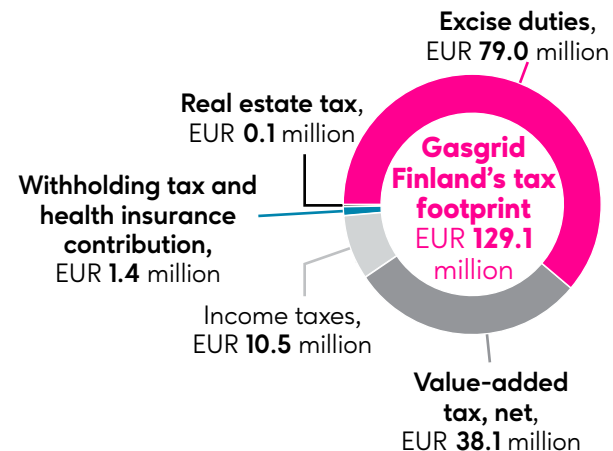 Excise duties,
EUR 79.0 million
Real estate tax,
EUR 0.1 million
Gasgrid
Finland's tax
footprint
EUR 129.1
million
Withholding tax and
health insurance
contribution,
EUR 1.4 million
Income taxes,
EUR 10.5 million
Value-added
tax, net,
EUR 38.1 million